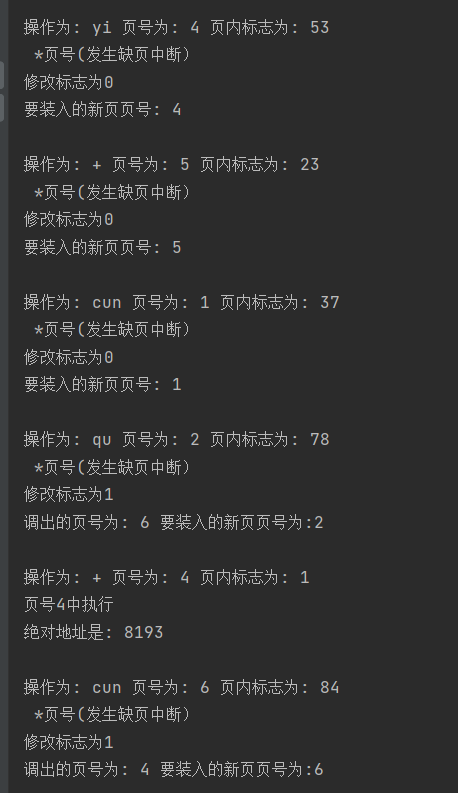 操作为: yi 页号为: 4 页内标志为: 53
*页号(发生缺页中断)
修改标志为0
要装入的新页页号: 4
操作为: + 页号为: 5 页内标志为: 23
*页号(发生缺页中断)
修改标志为0
要装入的新页页号: 5
操作为: cun 页号为: 1 页内标志为: 37
*页号(发生缺页中断)
修改标志为0
要装入的新页页号: 1
操作为: qu 页号为: 2 页内标志为: 78
*页号(发生缺页中断)
修改标志为1
调出的页号为: 6 要装入的新页页号为:2
操作为: + 页号为: 4 页内标志为: 1
页号4中执行
绝对地址是: 8193
操作为: cun 页号为: 6 页内标志为: 84
*页号(发生缺页中断)
修改标志为1
调出的页号为: 4 要装入的新页页号为:6